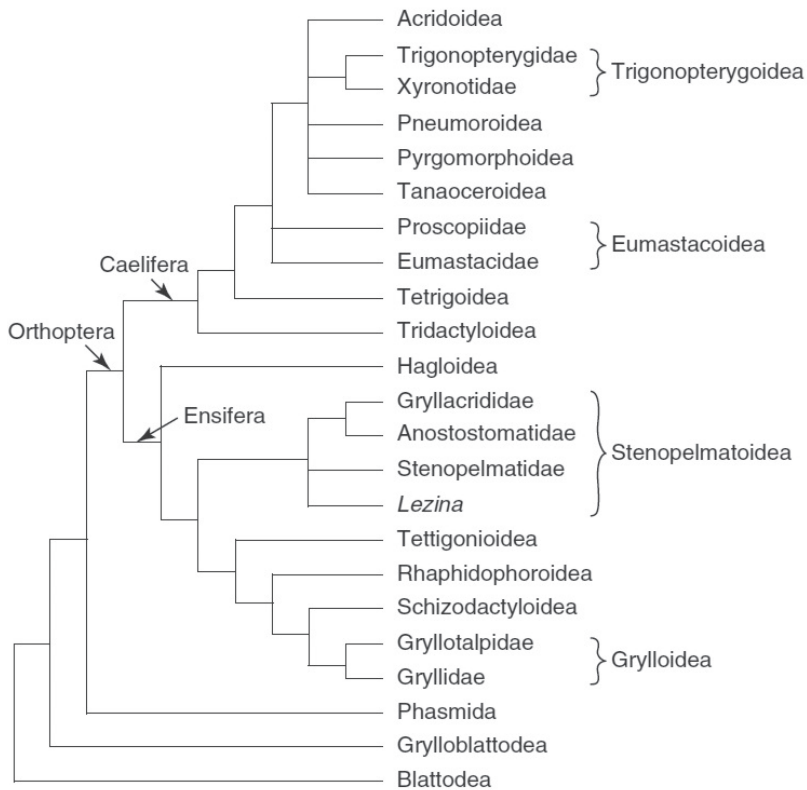 Acridoidea
Trigonopterygidae
Trigonopterygoidea
Xyronotidae
Pneumoroidea
Pyrgomorphoidea
Tanaoceroidea
Proscopiidae
Eumastacoidea
Caelifera
Eumastacidae
Tetrigoidea
Orthoptera
Tridactyloidea
Hagloidea
Gryllacrididae
Ensifera
Anostostomatidae
Stenopelmatoidea
Stenopelmatidae
Lezina
Tettigonioidea
Rhaphidophoroidea
Schizodactyloidea
Gryllotalpidae
Grylloidea
Gryllidae
Phasmida
Grylloblattodea
Blattodea